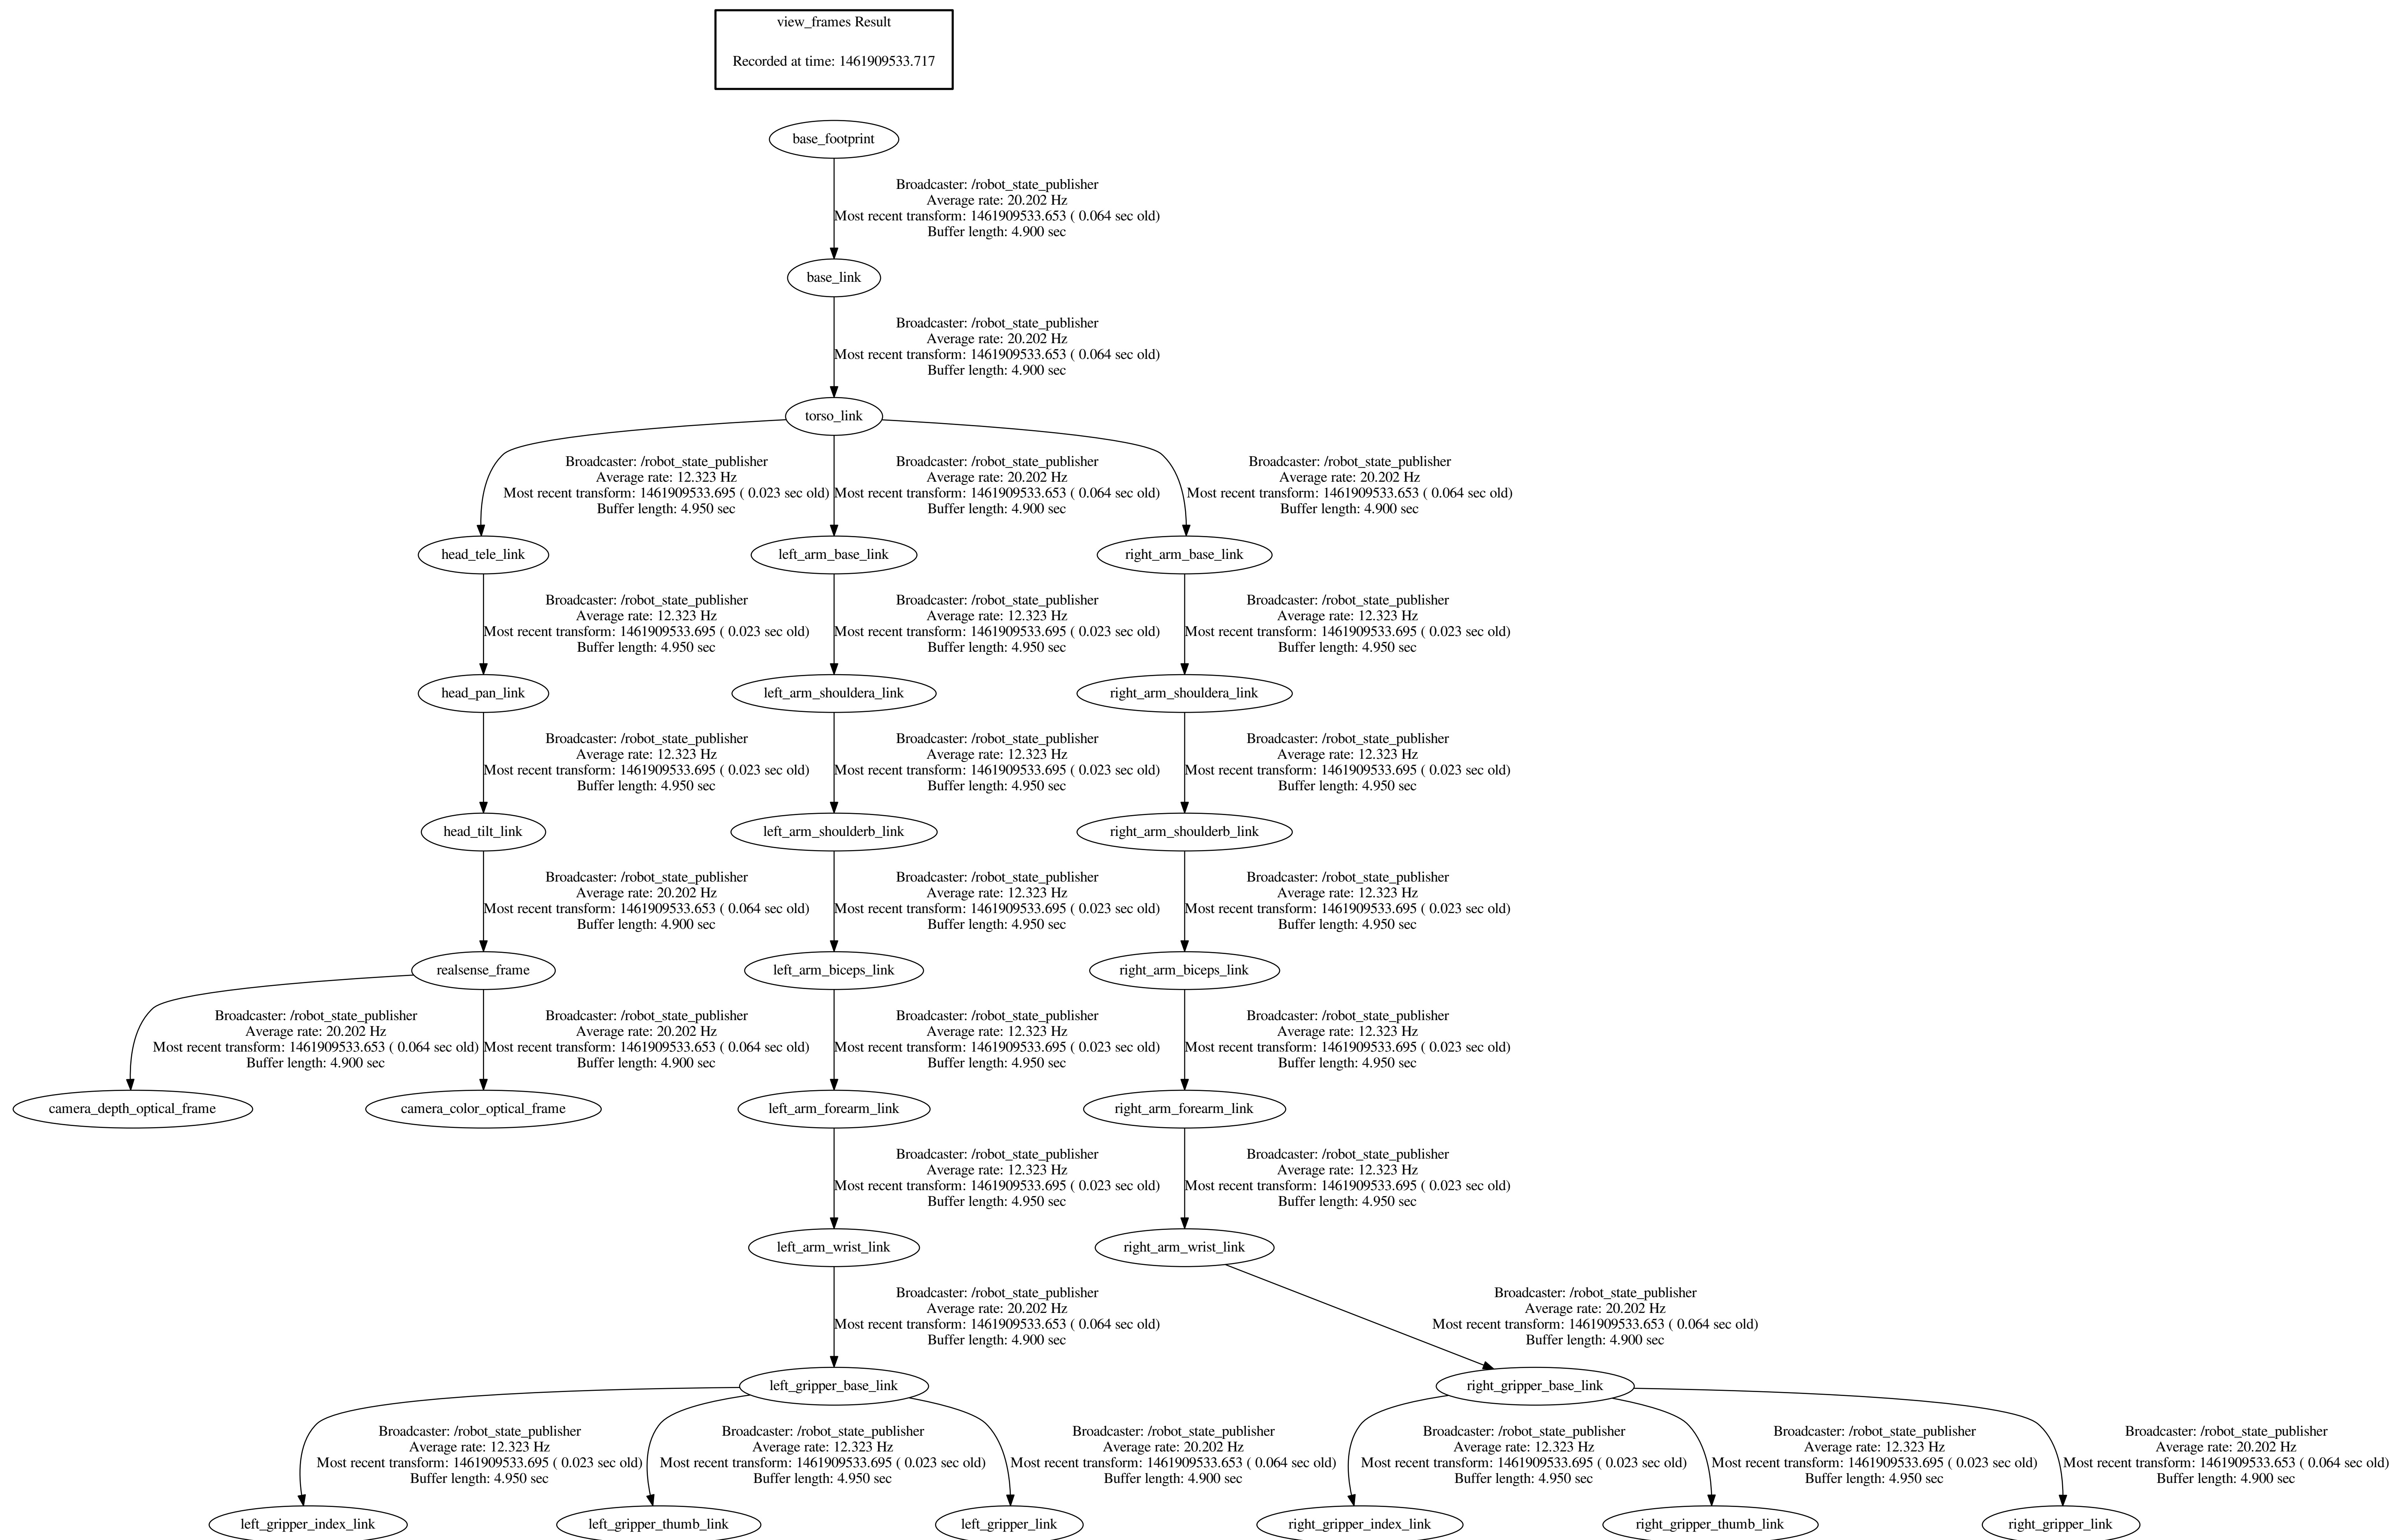 view_frames Result
Recorded at time: 1461909533.717
base_footprint
Broadcaster: /robot_state_publisher
Average rate: 20.202 Hz
Most recent transform: 1461909533.653 ( 0.064 sec old)
Buffer length: 4.900 sec
base_link
Broadcaster: /robot_state_publisher
Average rate: 20.202 Hz
Most recent transform: 1461909533.653 ( 0.064 sec old)
Buffer length: 4.900 sec
torso_link
Broadcaster: /robot_state_publisher
Average rate: 12.323 Hz
Most recent transform: 1461909533.695 ( 0.023 sec old)
Buffer length: 4.950 sec
Broadcaster: /robot_state_publisher
Average rate: 20.202 Hz
Most recent transform: 1461909533.653 ( 0.064 sec old)
Buffer length: 4.900 sec
Broadcaster: /robot_state_publisher
Average rate: 20.202 Hz
Most recent transform: 1461909533.653 ( 0.064 sec old)
Buffer length: 4.900 sec
head_tele_link
left_arm_base_link
right_arm_base_link
Broadcaster: /robot_state_publisher
Average rate: 12.323 Hz
Most recent transform: 1461909533.695 ( 0.023 sec old)
Buffer length: 4.950 sec
Broadcaster: /robot_state_publisher
Average rate: 12.323 Hz
Most recent transform: 1461909533.695 ( 0.023 sec old)
Buffer length: 4.950 sec
Broadcaster: /robot_state_publisher
Average rate: 12.323 Hz
Most recent transform: 1461909533.695 ( 0.023 sec old)
Buffer length: 4.950 sec
head_pan_link
left_arm_shouldera_link
right_arm_shouldera_link
Broadcaster: /robot_state_publisher
Average rate: 12.323 Hz
Most recent transform: 1461909533.695 ( 0.023 sec old)
Buffer length: 4.950 sec
Broadcaster: /robot_state_publisher
Average rate: 12.323 Hz
Most recent transform: 1461909533.695 ( 0.023 sec old)
Buffer length: 4.950 sec
Broadcaster: /robot_state_publisher
Average rate: 12.323 Hz
Most recent transform: 1461909533.695 ( 0.023 sec old)
Buffer length: 4.950 sec
head_tilt_link
left_arm_shoulderb_link
right_arm_shoulderb_link
Broadcaster: /robot_state_publisher
Average rate: 20.202 Hz
Most recent transform: 1461909533.653 ( 0.064 sec old)
Buffer length: 4.900 sec
Broadcaster: /robot_state_publisher
Average rate: 12.323 Hz
Most recent transform: 1461909533.695 ( 0.023 sec old)
Buffer length: 4.950 sec
Broadcaster: /robot_state_publisher
Average rate: 12.323 Hz
Most recent transform: 1461909533.695 ( 0.023 sec old)
Buffer length: 4.950 sec
realsense_frame
left_arm_biceps_link
right_arm_biceps_link
Broadcaster: /robot_state_publisher
Average rate: 20.202 Hz
Most recent transform: 1461909533.653 ( 0.064 sec old)
Buffer length: 4.900 sec
Broadcaster: /robot_state_publisher
Average rate: 20.202 Hz
Most recent transform: 1461909533.653 ( 0.064 sec old)
Buffer length: 4.900 sec
Broadcaster: /robot_state_publisher
Average rate: 12.323 Hz
Most recent transform: 1461909533.695 ( 0.023 sec old)
Buffer length: 4.950 sec
Broadcaster: /robot_state_publisher
Average rate: 12.323 Hz
Most recent transform: 1461909533.695 ( 0.023 sec old)
Buffer length: 4.950 sec
camera_depth_optical_frame
camera_color_optical_frame
left_arm_forearm_link
right_arm_forearm_link
Broadcaster: /robot_state_publisher
Average rate: 12.323 Hz
Most recent transform: 1461909533.695 ( 0.023 sec old)
Buffer length: 4.950 sec
Broadcaster: /robot_state_publisher
Average rate: 12.323 Hz
Most recent transform: 1461909533.695 ( 0.023 sec old)
Buffer length: 4.950 sec
left_arm_wrist_link
right_arm_wrist_link
Broadcaster: /robot_state_publisher
Average rate: 20.202 Hz
Most recent transform: 1461909533.653 ( 0.064 sec old)
Buffer length: 4.900 sec
Broadcaster: /robot_state_publisher
Average rate: 20.202 Hz
Most recent transform: 1461909533.653 ( 0.064 sec old)
Buffer length: 4.900 sec
left_gripper_base_link
right_gripper_base_link
Broadcaster: /robot_state_publisher
Average rate: 12.323 Hz
Most recent transform: 1461909533.695 ( 0.023 sec old)
Buffer length: 4.950 sec
Broadcaster: /robot_state_publisher
Average rate: 12.323 Hz
Most recent transform: 1461909533.695 ( 0.023 sec old)
Buffer length: 4.950 sec
Broadcaster: /robot_state_publisher
Average rate: 20.202 Hz
Most recent transform: 1461909533.653 ( 0.064 sec old)
Buffer length: 4.900 sec
Broadcaster: /robot_state_publisher
Average rate: 12.323 Hz
Most recent transform: 1461909533.695 ( 0.023 sec old)
Buffer length: 4.950 sec
Broadcaster: /robot_state_publisher
Average rate: 12.323 Hz
Most recent transform: 1461909533.695 ( 0.023 sec old)
Buffer length: 4.950 sec
Broadcaster: /robot_state_publisher
Average rate: 20.202 Hz
Most recent transform: 1461909533.653 ( 0.064 sec old)
Buffer length: 4.900 sec
left_gripper_index_link
left_gripper_thumb_link
left_gripper_link
right_gripper_index_link
right_gripper_thumb_link
right_gripper_link